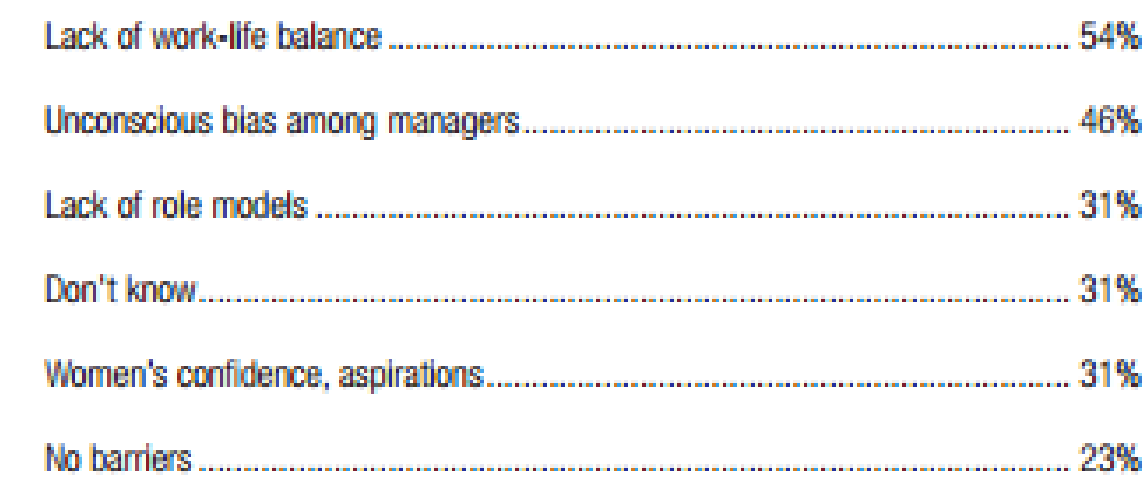 Lack of work-life balance ........................ 54%
Unconscious bias among managers ........................ 46%
Lack of role models ........................ 31%
Don't know ........................ 31%
Women's confidence, aspirations ........................ 31%
No barriers ........................ 23%